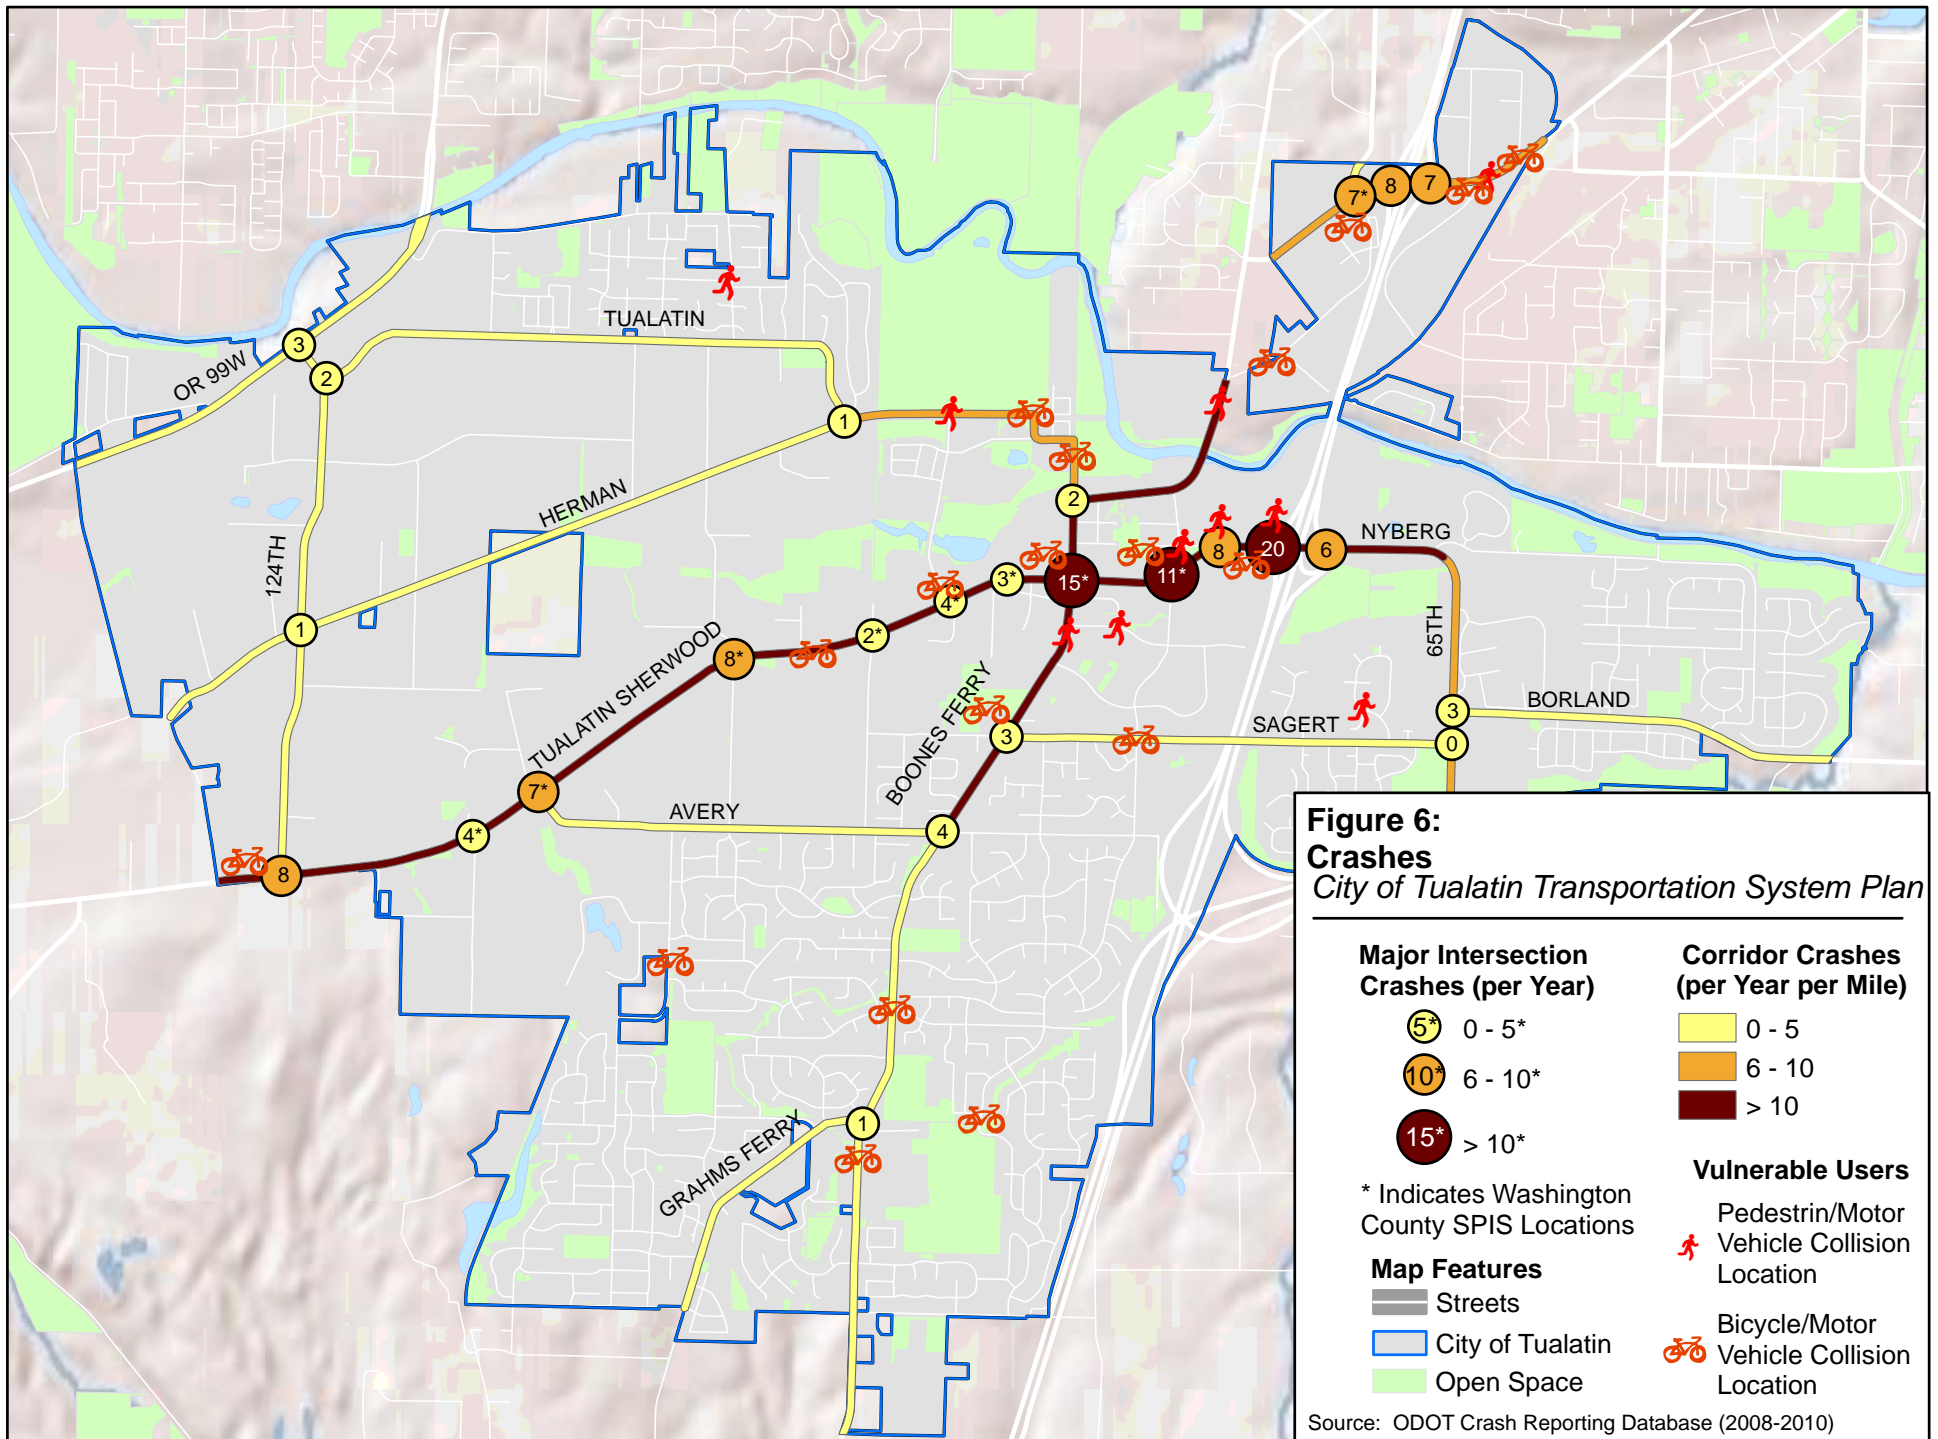 7*
8
7
TUALATIN
3
OR 99W
2
1
HERMAN
2
124TH
NYBERG
8
20
6
3*
15*
11*
4*
1
2*
65TH
TUALATIN SHERWOOD
8*
BOONES FERRY
3
BORLAND
SAGERT
3
0
7*
AVERY
4*
4
8
GRAHMS FERRY
1
Figure 6:
Crashes
City of Tualatin Transportation System Plan
Major Intersection
Crashes (per Year)
5* 0 - 5*
10* 6 - 10*
15* > 10*
* Indicates Washington
County SPIS Locations
Map Features
Streets
City of Tualatin
Open Space
Corridor Crashes
(per Year per Mile)
0 - 5
6 - 10
> 10
Vulnerable Users
Pedestrin/Motor
Vehicle Collision
Location
Bicycle/Motor
Vehicle Collision
Location
Source: ODOT Crash Reporting Database (2008-2010)